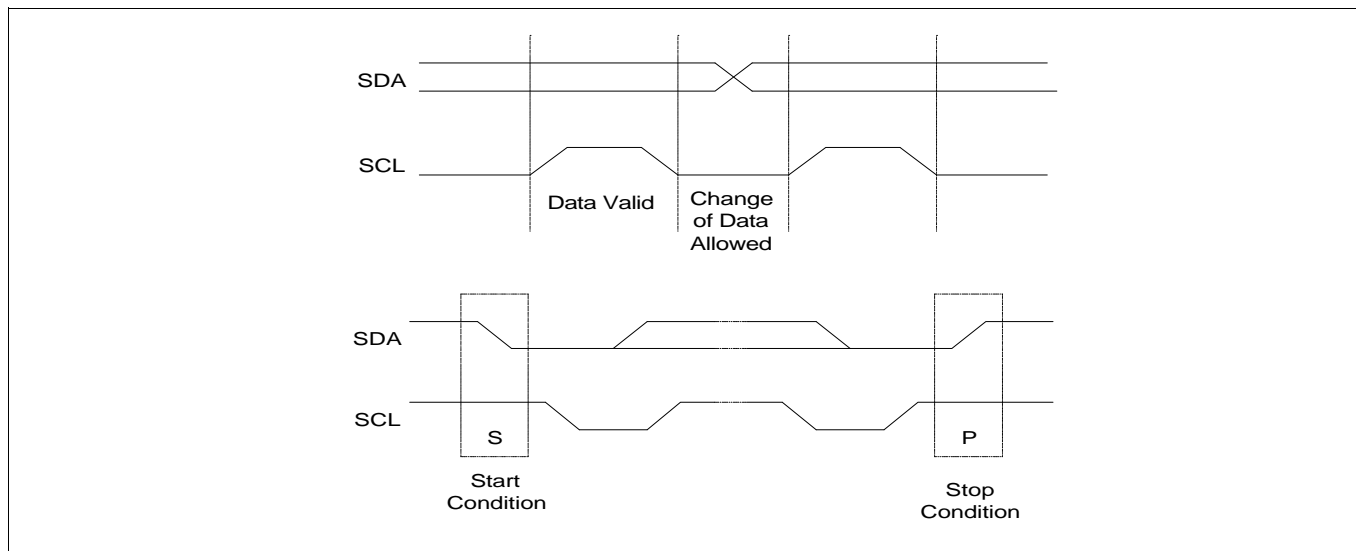 SDA
SCL
Data Valid
Change
of Data
Allowed
SDA
SCL
S
P
Start
Condition
Stop
Condition